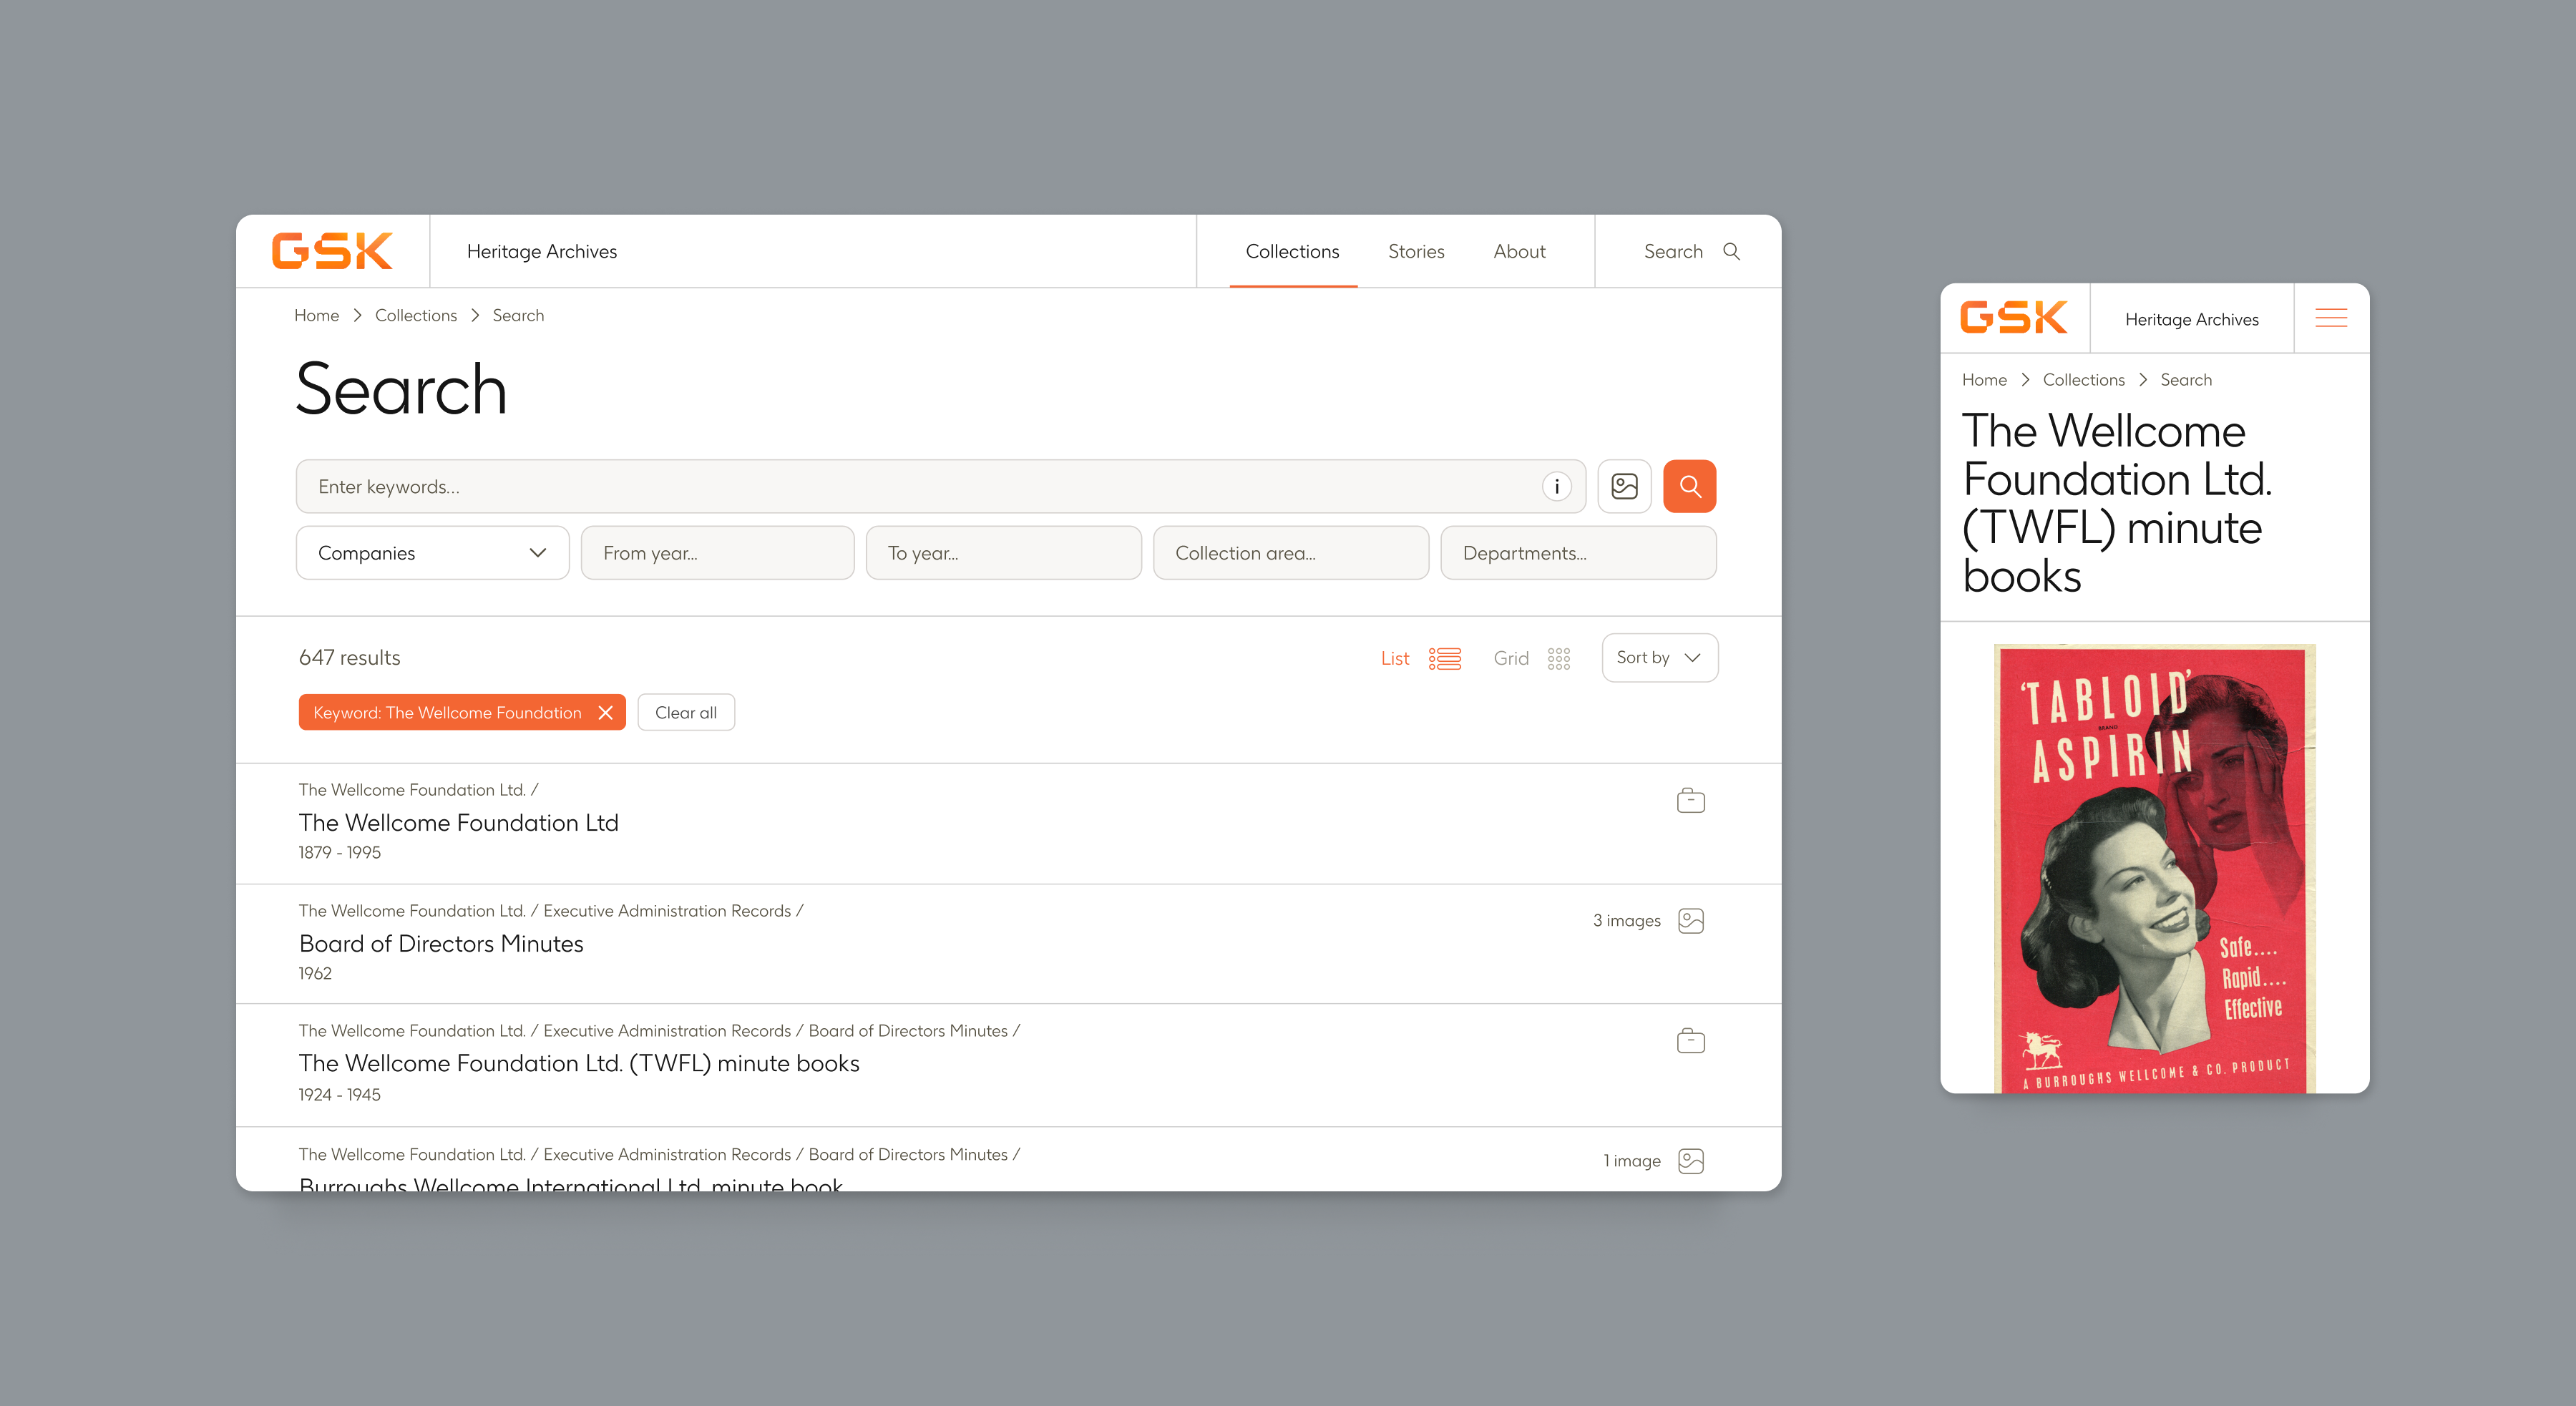 GSK
Heritage Archives
Collections
Stories
About
Search
Home > Collections > Search
Search
Enter keywords...
i
Companies
From year...
To year...
Collection area...
Departments...
647 results
List
Grid
Sort by
Keyword: The Wellcome Foundation
Clear all
The Wellcome Foundation Ltd. /
The Wellcome Foundation Ltd
1879 - 1995
The Wellcome Foundation Ltd. / Executive Administration Records /
Board of Directors Minutes
1962
3 images
The Wellcome Foundation Ltd. / Executive Administration Records / Board of Directors Minutes /
The Wellcome Foundation Ltd. (TWFL) minute books
1924 - 1945
The Wellcome Foundation Ltd. / Executive Administration Records / Board of Directors Minutes /
Burroughs Wellcome International Ltd. minute book
1 image
GSK
Heritage Archives
Home > Collections > Search
The Wellcome
Foundation Ltd.
(TWFL) minute
books
'TABLOID'
BRAND
ASPIRIN
Safe....
Rapid....
Effective
A BURROUGHS WELLCOME & CO. PRODUCT